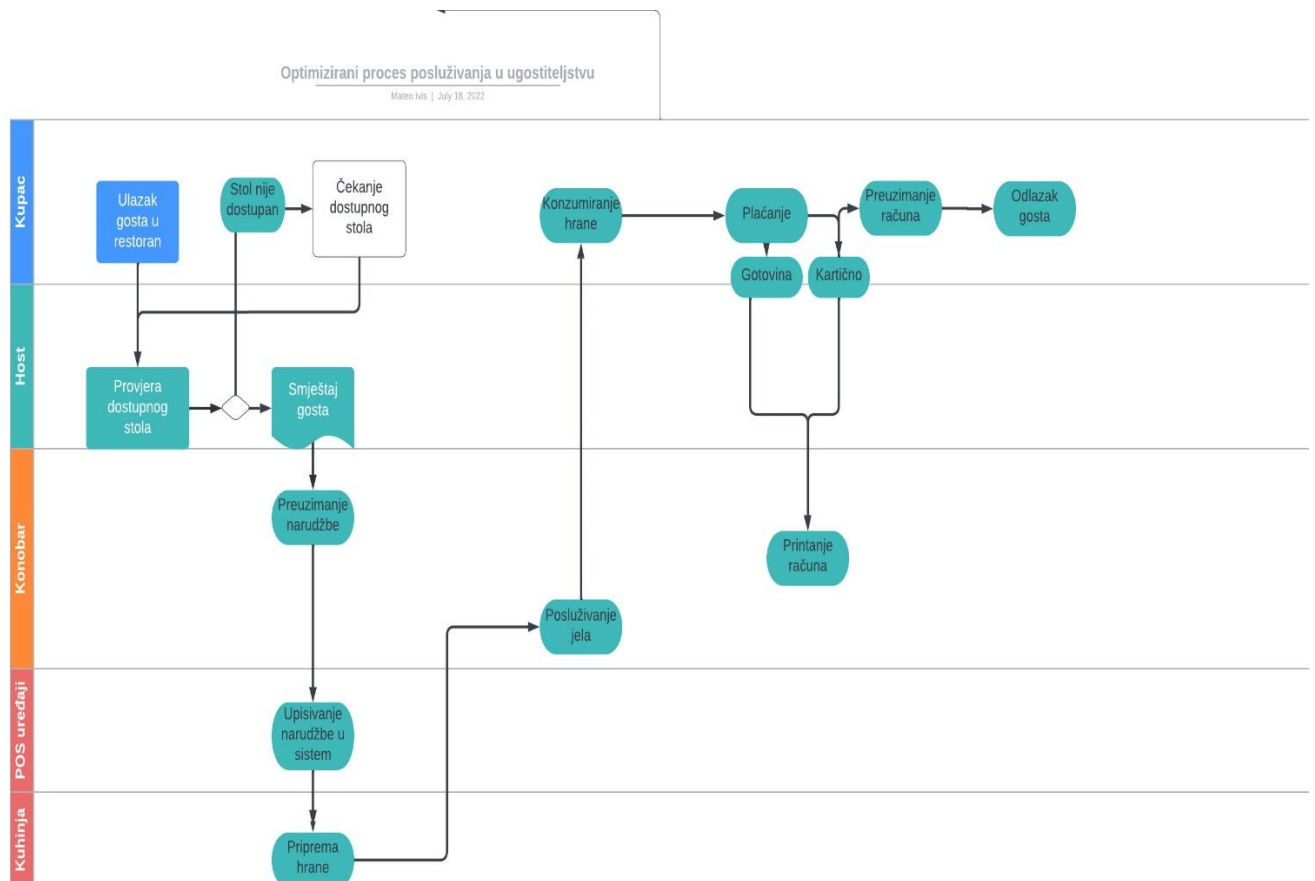 Optimizirani proces posluživanja u ugostiteljstvu
Mateo Ivis | July 18, 2022
Kupac
Ulazak
gosta u
restoran
Stol nije
dostupan
Čekanje
dostupnog
stola
Konzumiranje
hrane
Plaćanje
Gotovina
Kartično
Preuzimanje
računa
Odlazak
gosta
Host
Provjera
dostupnog
stola
Smještaj
gosta
Konobar
Preuzimanje
narudžbe
Printanje
računa
Posluživanje
jela
POS uređaji
Upisivanje
narudžbe u
sistem
Kuhinja
Priprema
hrane